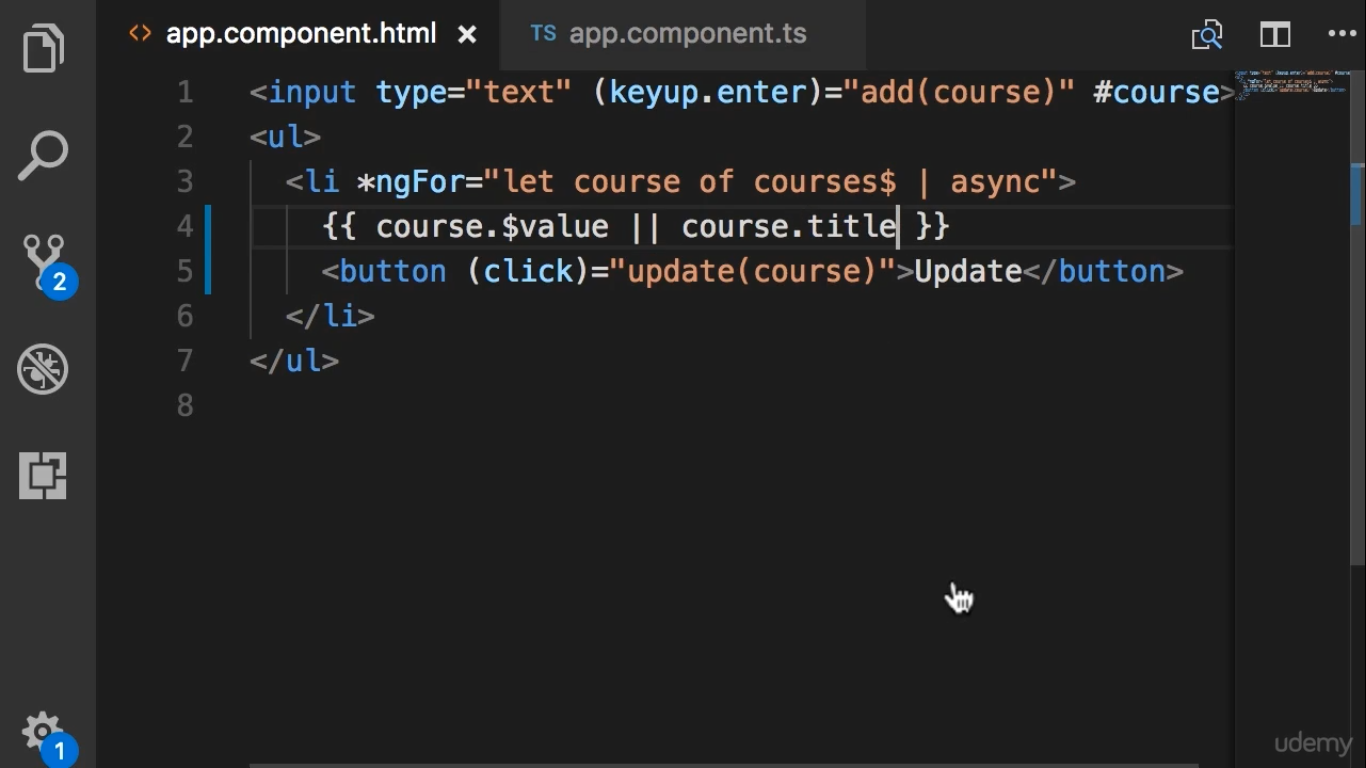 <> app.component.html × TS app.component.ts
1 <input type="text" (keyup.enter)="add(course)" #course>
2 <ul>
3 <li *ngFor="let course of courses$ | async">
4 {{ course.$value || course.title }}
5 <button (click)="update(course)">Update</button>
6 </li>
7 </ul>
8
2
1
udemy